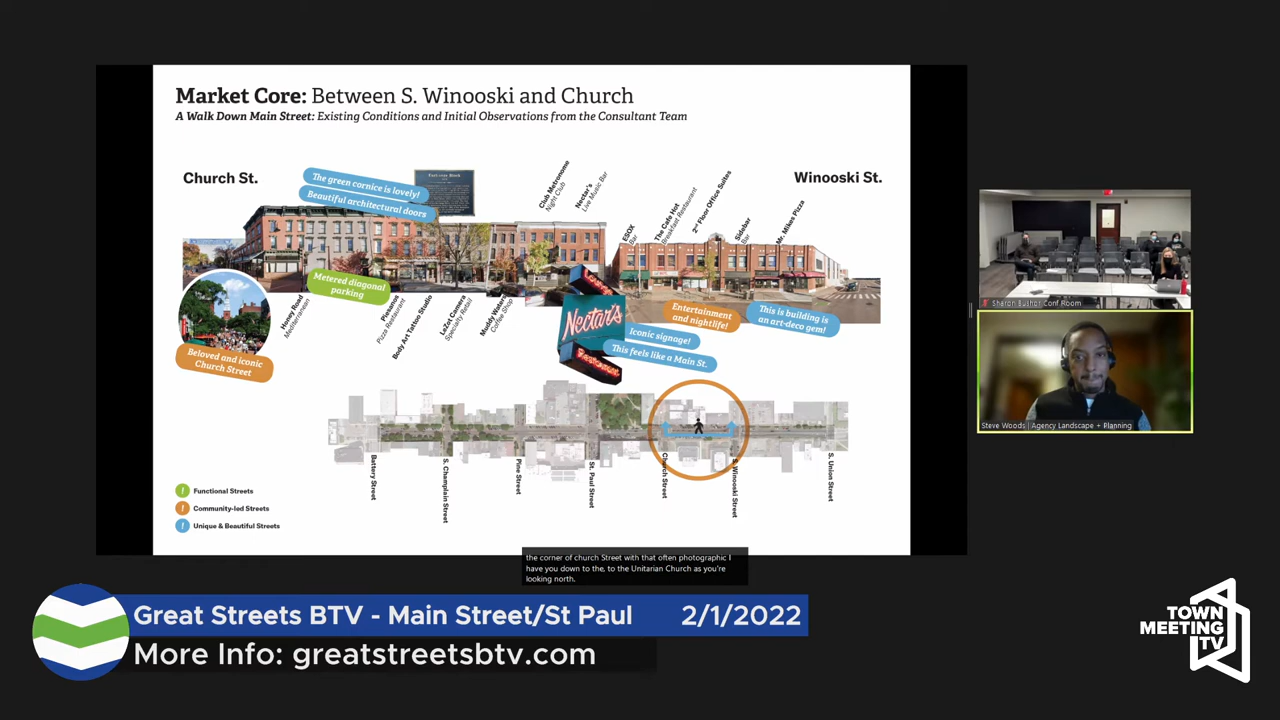 Market Core: Between S. Winooski and Church
A Walk Down Main Street: Existing Conditions and Initial Observations from the Consultant Team
Church St.
Winooski St.
The green cornice is lovely!
Beautiful architectural doors
Club Metronome
Night Club
Nectar's
Live Music Bar
ESOX
Bar
The Cafe Hot
Breakfast Restaurant
2nd Floor Office Suites
Sidebar
Bar
Mr. Mikes Pizza
Metered diagonal
parking
Honey Road
Mediterranean
Pizza Restaurant
Body Art Tattoo Studio
LeZot Camera
Specialty Retail
Muddy Waters
Coffee Shop
Nectar's
Restaurant
Iconic signage!
This feels like a Main St.
Entertainment
and nightlife!
This is building is
an art-deco gem!
Beloved and iconic
Church Street
Battery Street
S. Champlain Street
Pine Street
St. Paul Street
Church Street
S. Winooski Street
S. Union Street
! Functional Streets
! Community-led Streets
! Unique & Beautiful Streets
Sharon Bushor Conf Room
Steve Woods | Agency Landscape + Planning
the corner of church Street with that often photographic I
have you down to the, to the Unitarian Church as you're
looking north.
Great Streets BTV - Main Street/St Paul 2/1/2022
More Info: greatstreetsbtv.com
TOWN
MEETING
TV